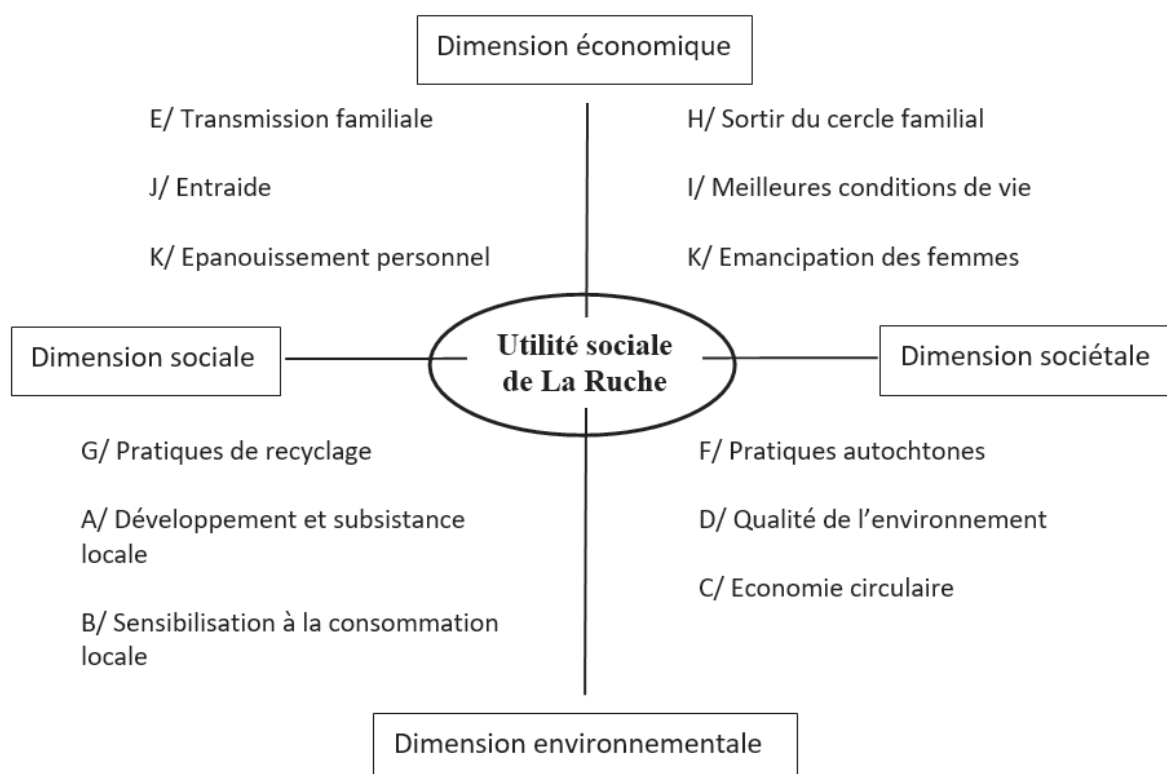 Dimension économique
E/ Transmission familiale
H/ Sortir du cercle familial
J/ Entraide
I/ Meilleures conditions de vie
K/ Epanouissement personnel
K/ Emancipation des femmes
Dimension sociale
Utilité sociale
de La Ruche
Dimension sociétale
G/ Pratiques de recyclage
F/ Pratiques autochtones
A/ Développement et subsistance
locale
D/ Qualité de l’environnement
C/ Economie circulaire
B/ Sensibilisation à la consommation
locale
Dimension environnementale